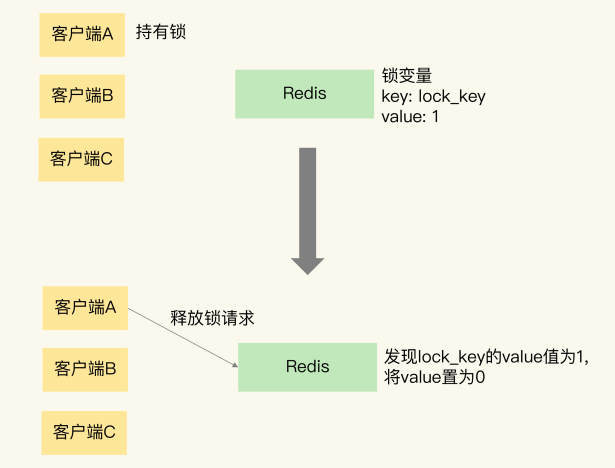 客户端A
持有锁
客户端B
Redis
锁变量
key: lock_key
value: 1
客户端C
客户端A
释放锁请求
客户端B
Redis
发现lock_key的value值为1,
将value置为0
客户端C